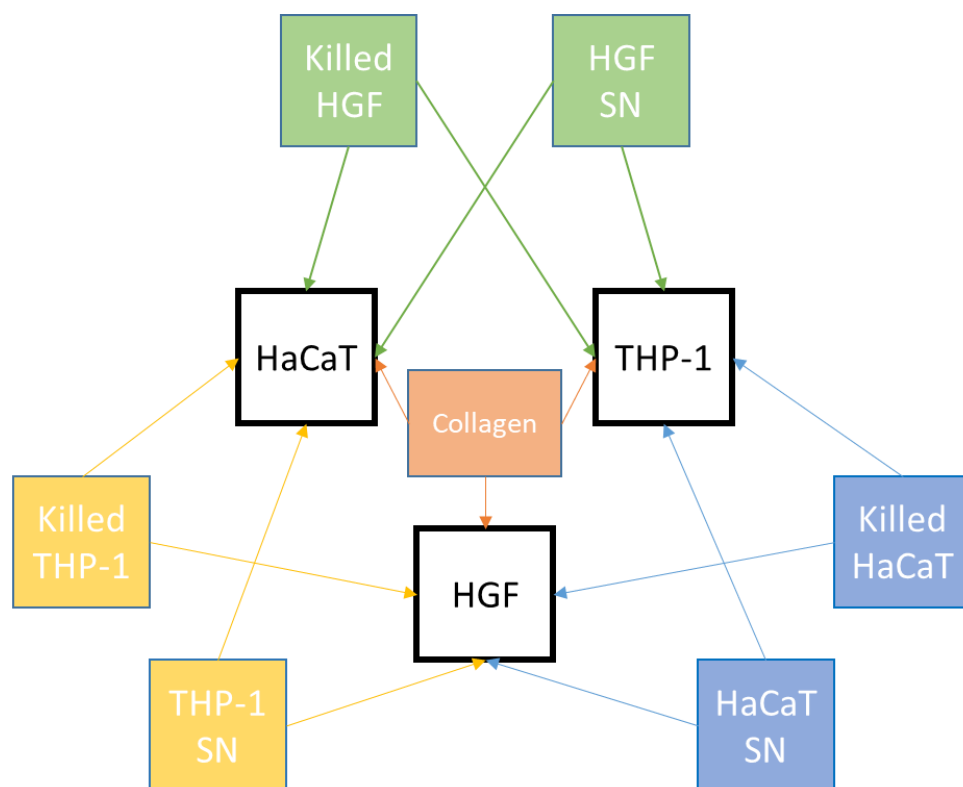 Killed
HGF
HGF
SN
HaCaT
THP-1
Collagen
Killed
THP-1
HGF
Killed
HaCaT
THP-1
SN
HaCaT
SN